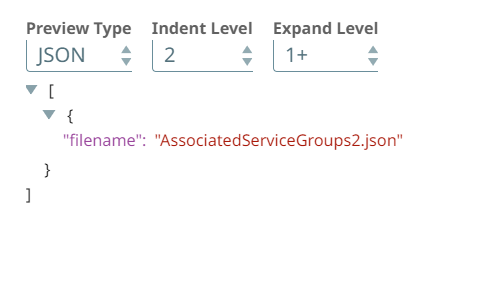 Preview Type Indent Level Expand Level
JSON 2 1+
[
{
"filename": "AssociatedServiceGroups2.json"
}
]